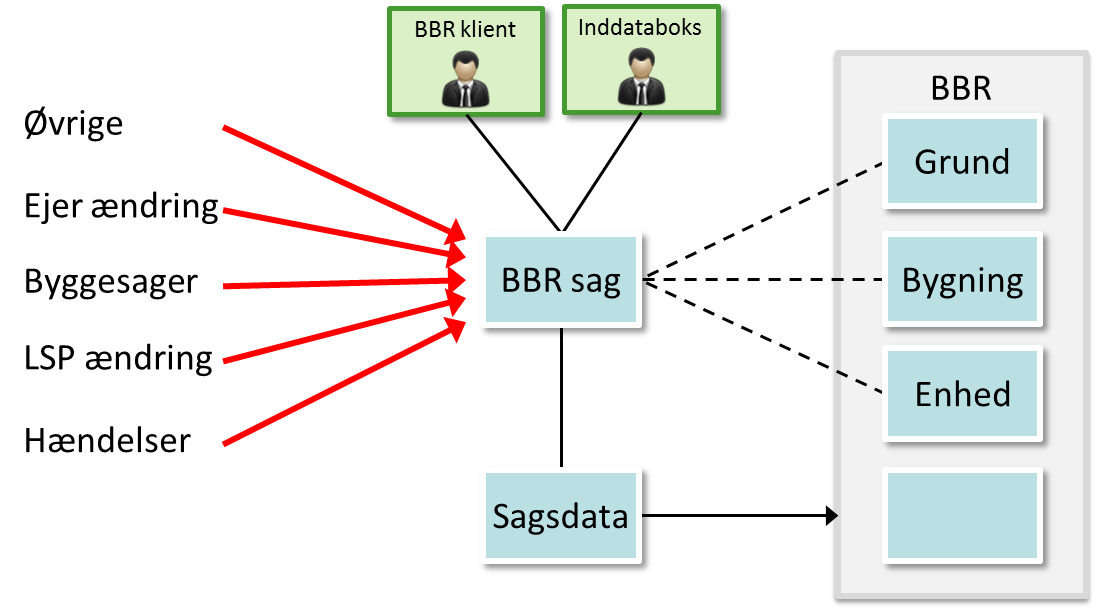 BBR klient
Inddataboks
BBR
Øvrige
Grund
Ejer ændring
Byggesager
BBR sag
Bygning
LSP ændring
Enhed
Hændelser
Sagsdata